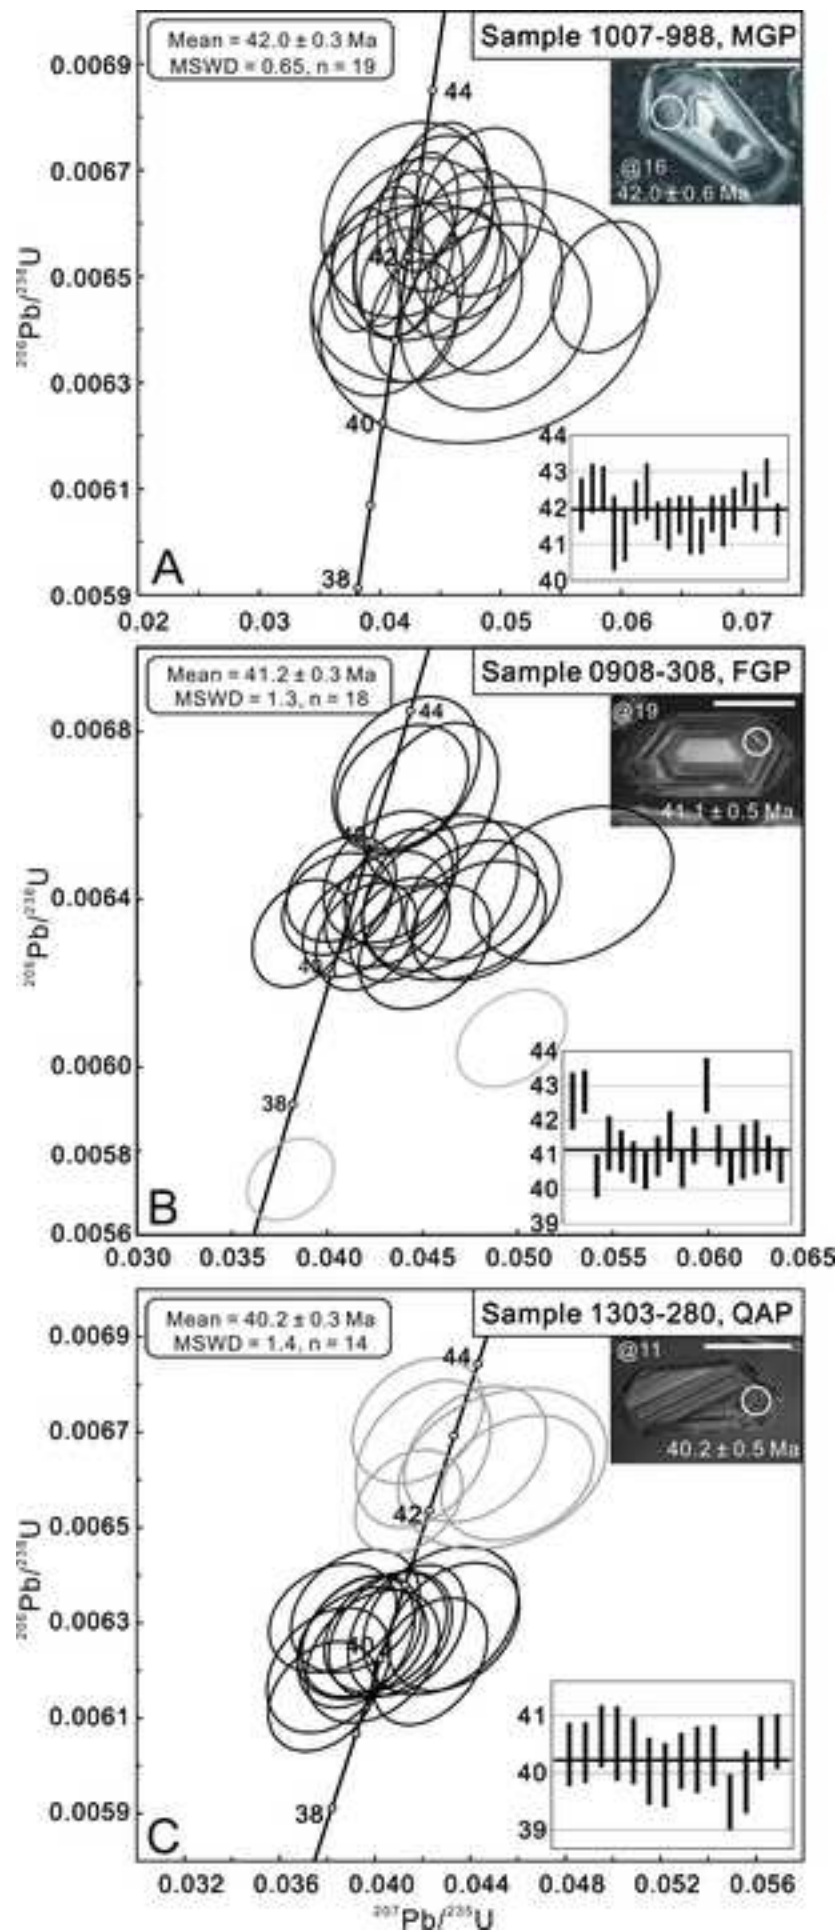 Mean = 42.0 ± 0.3 Ma
MSWD = 0.65, n = 19
Sample 1007-988, MGP
@16
42.0 ± 0.6 Ma
0.0069
0.0067
0.0065
0.0063
0.0061
0.0059
206Pb/238U
44
42
40
38
44
43
42
41
40
A
0.02 0.03 0.04 0.05 0.06 0.07
Mean = 41.2 ± 0.3 Ma
MSWD = 1.3, n = 18
Sample 0908-308, FGP
@19
41.1 ± 0.5 Ma
0.0068
0.0064
0.0060
0.0058
0.0056
206Pb/238U
44
38
44
43
42
41
40
39
B
0.030 0.035 0.040 0.045 0.050 0.055 0.060 0.065
Mean = 40.2 ± 0.3 Ma
MSWD = 1.4, n = 14
Sample 1303-280, QAP
@11
40.2 ± 0.5 Ma
0.0069
0.0067
0.0065
0.0063
0.0061
0.0059
206Pb/238U
44
42
40
38
41
40
39
C
0.032 0.036 0.040 0.044 0.048 0.052 0.056
207Pb/235U